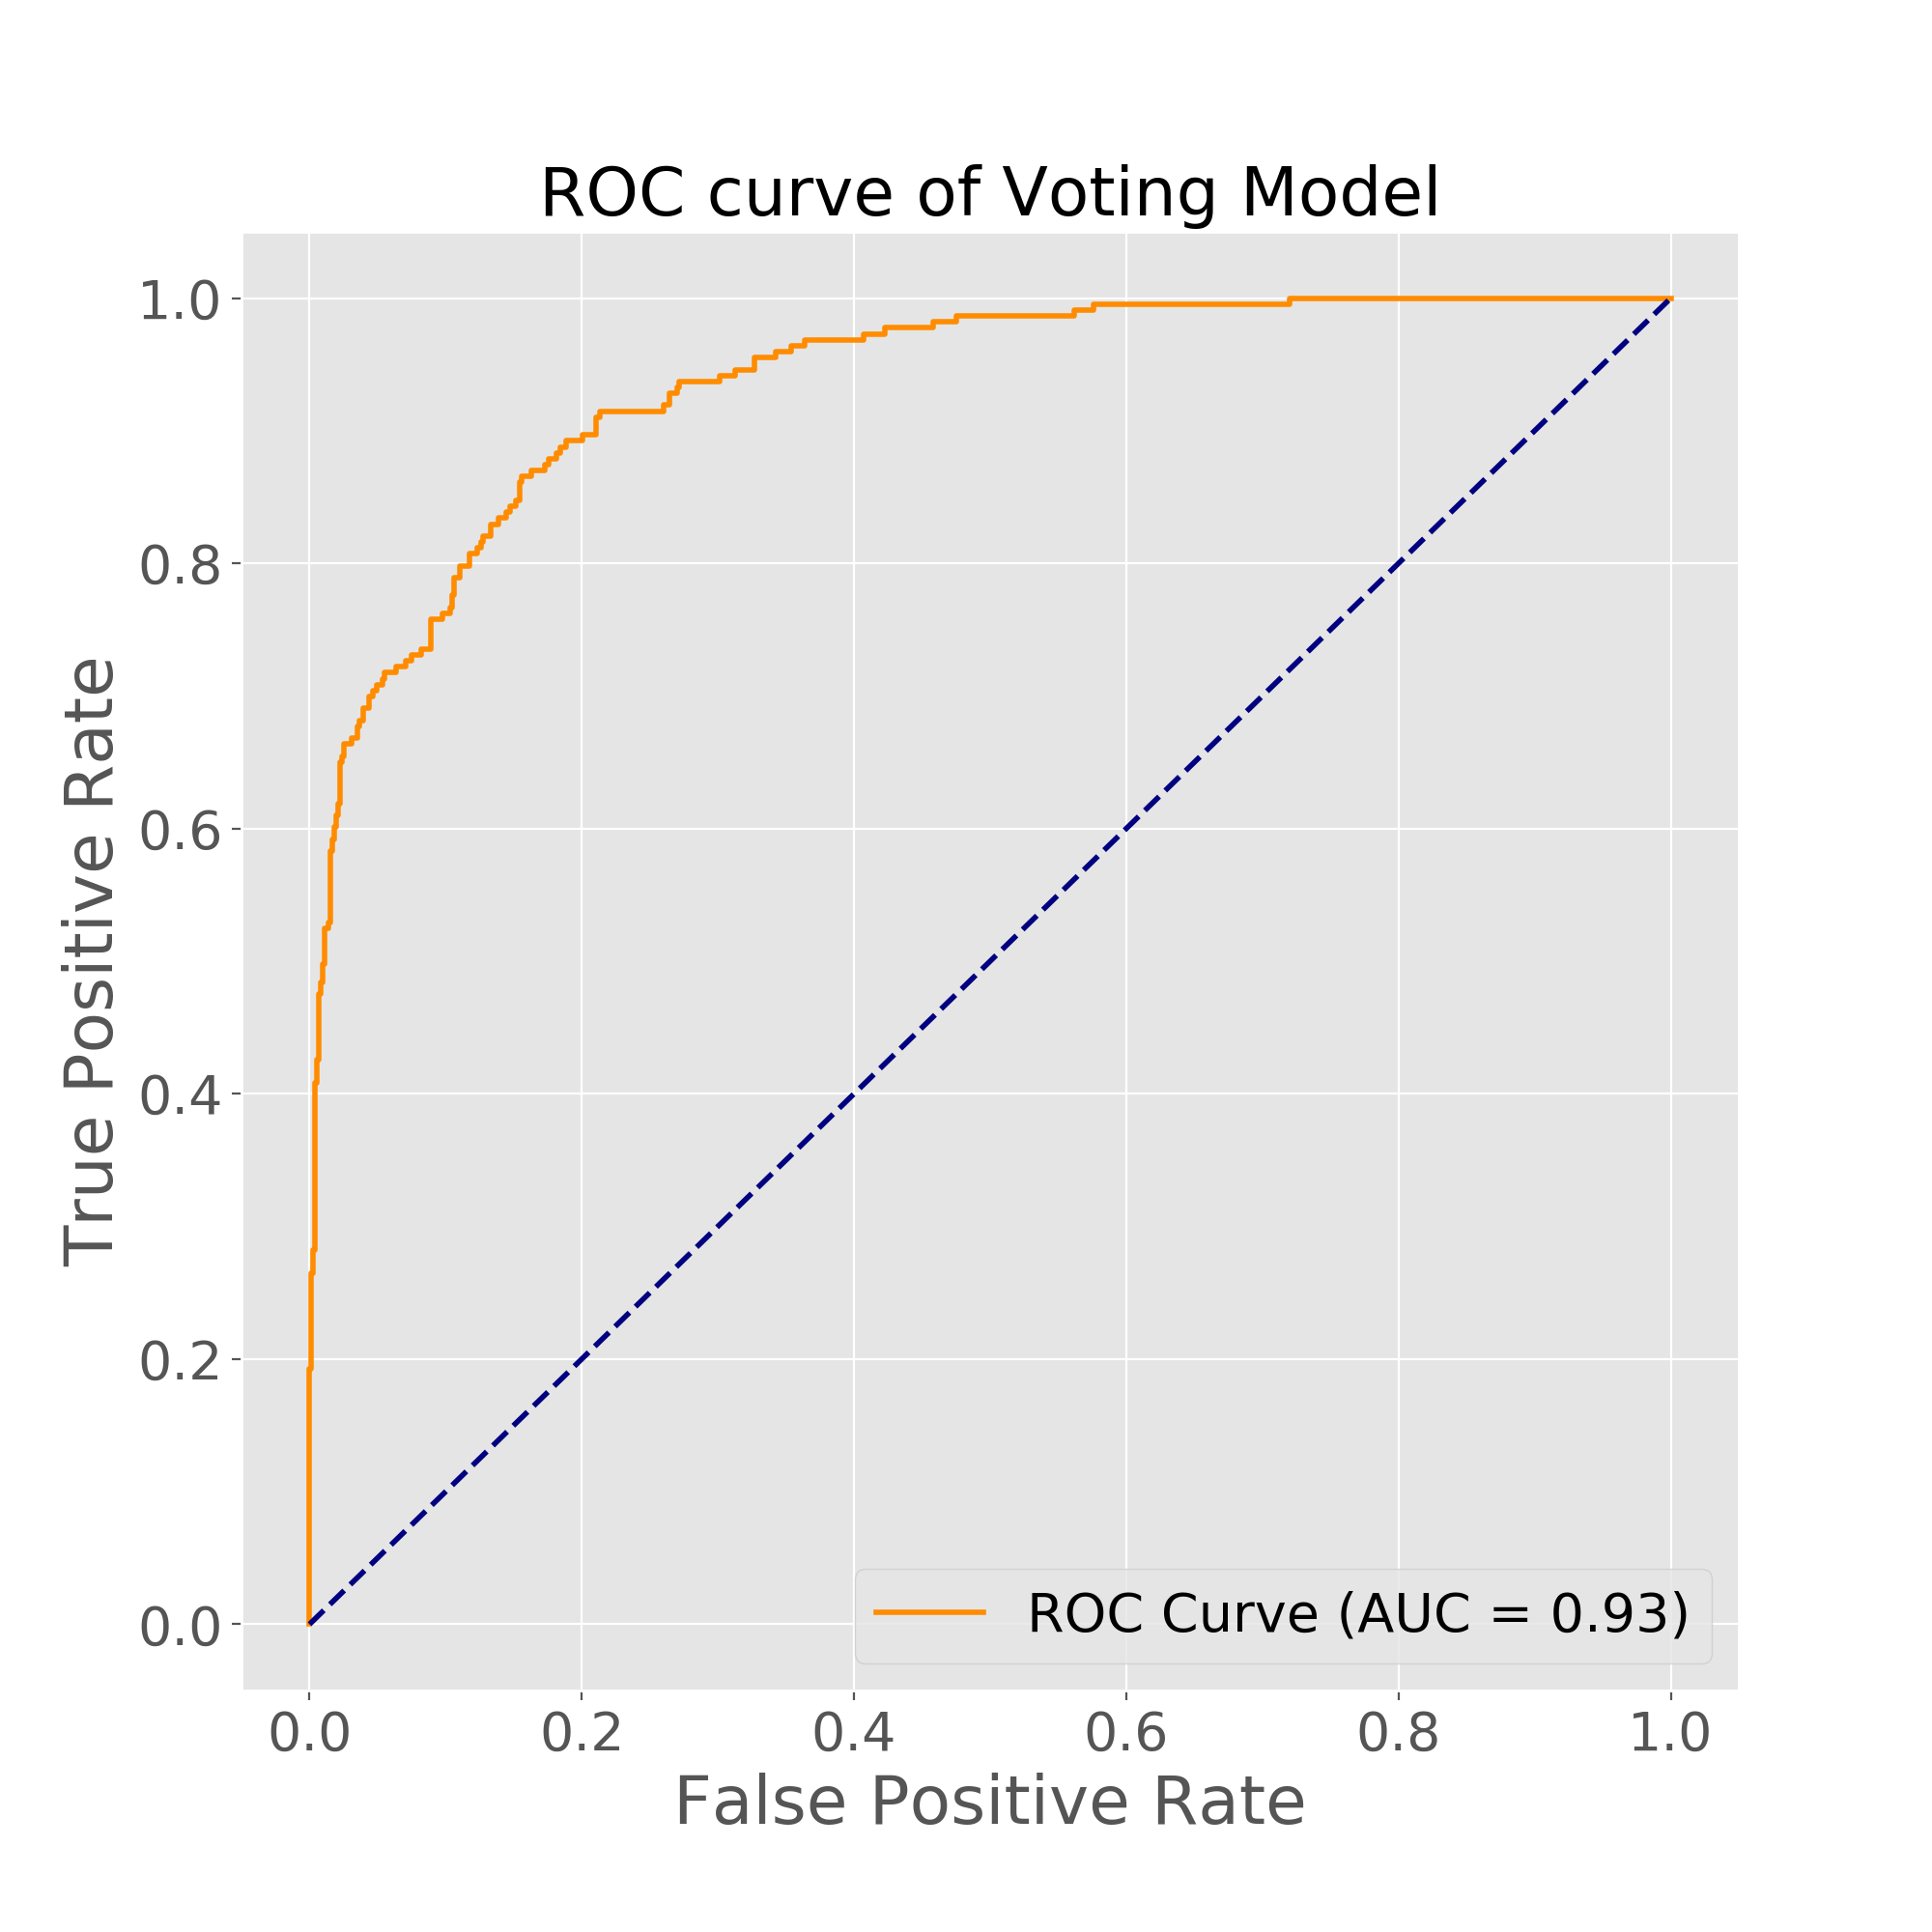 ROC curve of Voting Model
True Positive Rate
1.0
0.8
0.6
0.4
0.2
0.0
ROC Curve (AUC = 0.93)
0.0 0.2 0.4 0.6 0.8 1.0
False Positive Rate